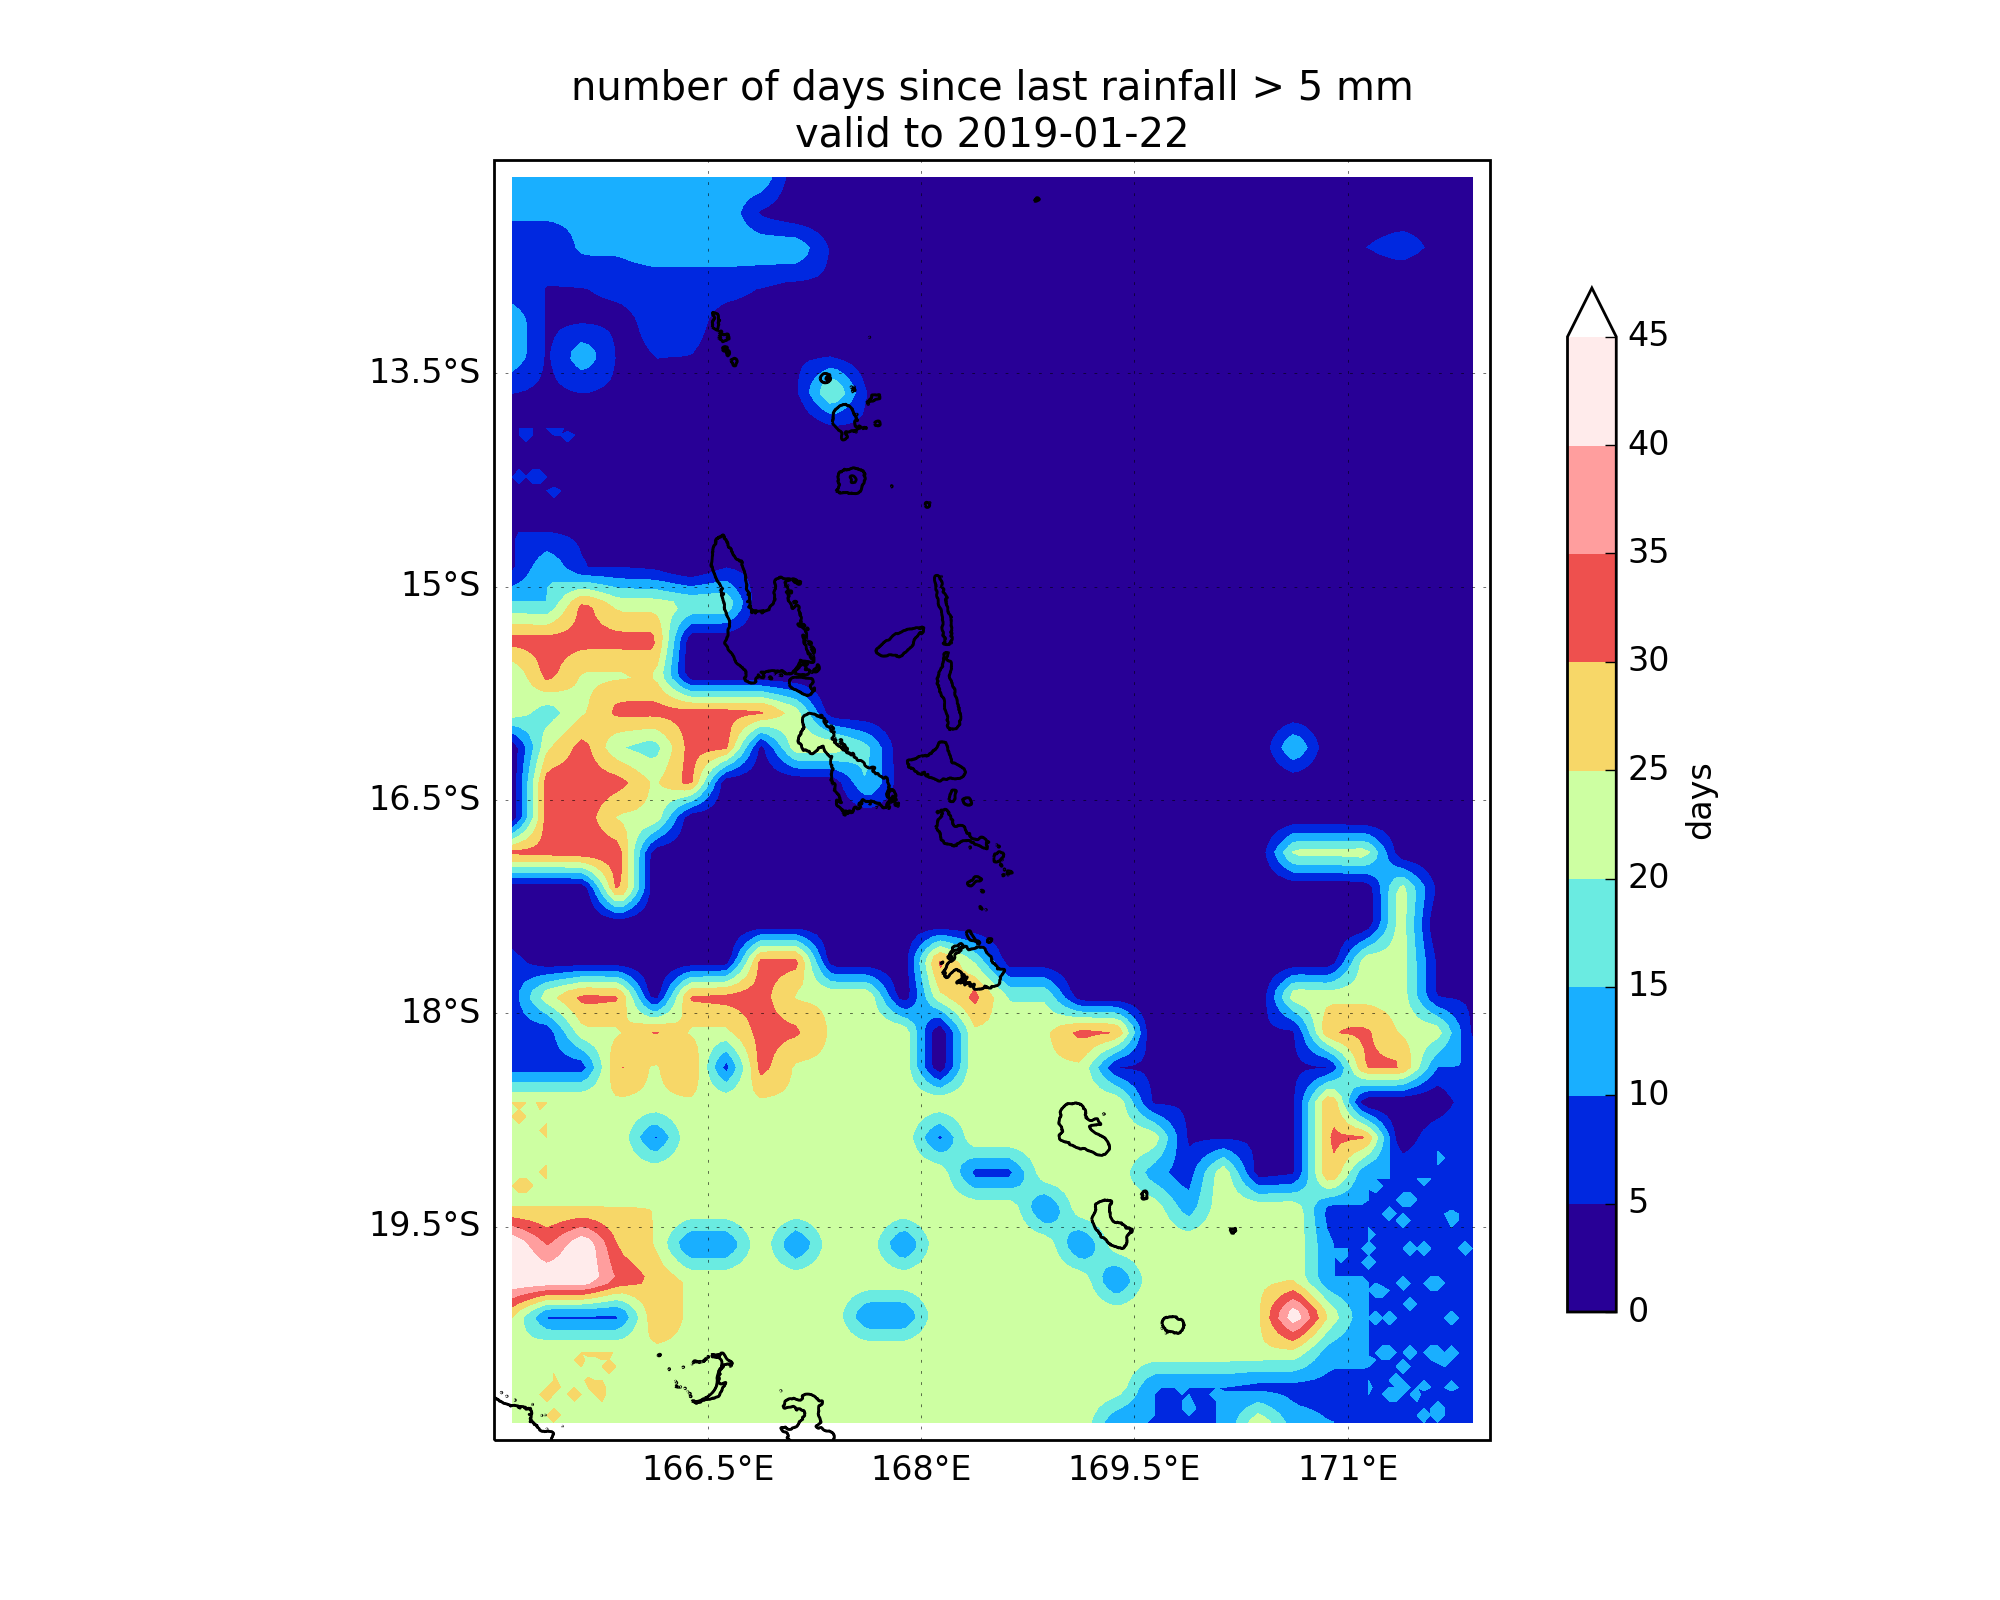 number of days since last rainfall > 5 mm
valid to 2019-01-22
13.5°S
15°S
16.5°S
18°S
19.5°S
166.5°E
168°E
169.5°E
171°E
45
40
35
30
25
20
15
10
5
0
days